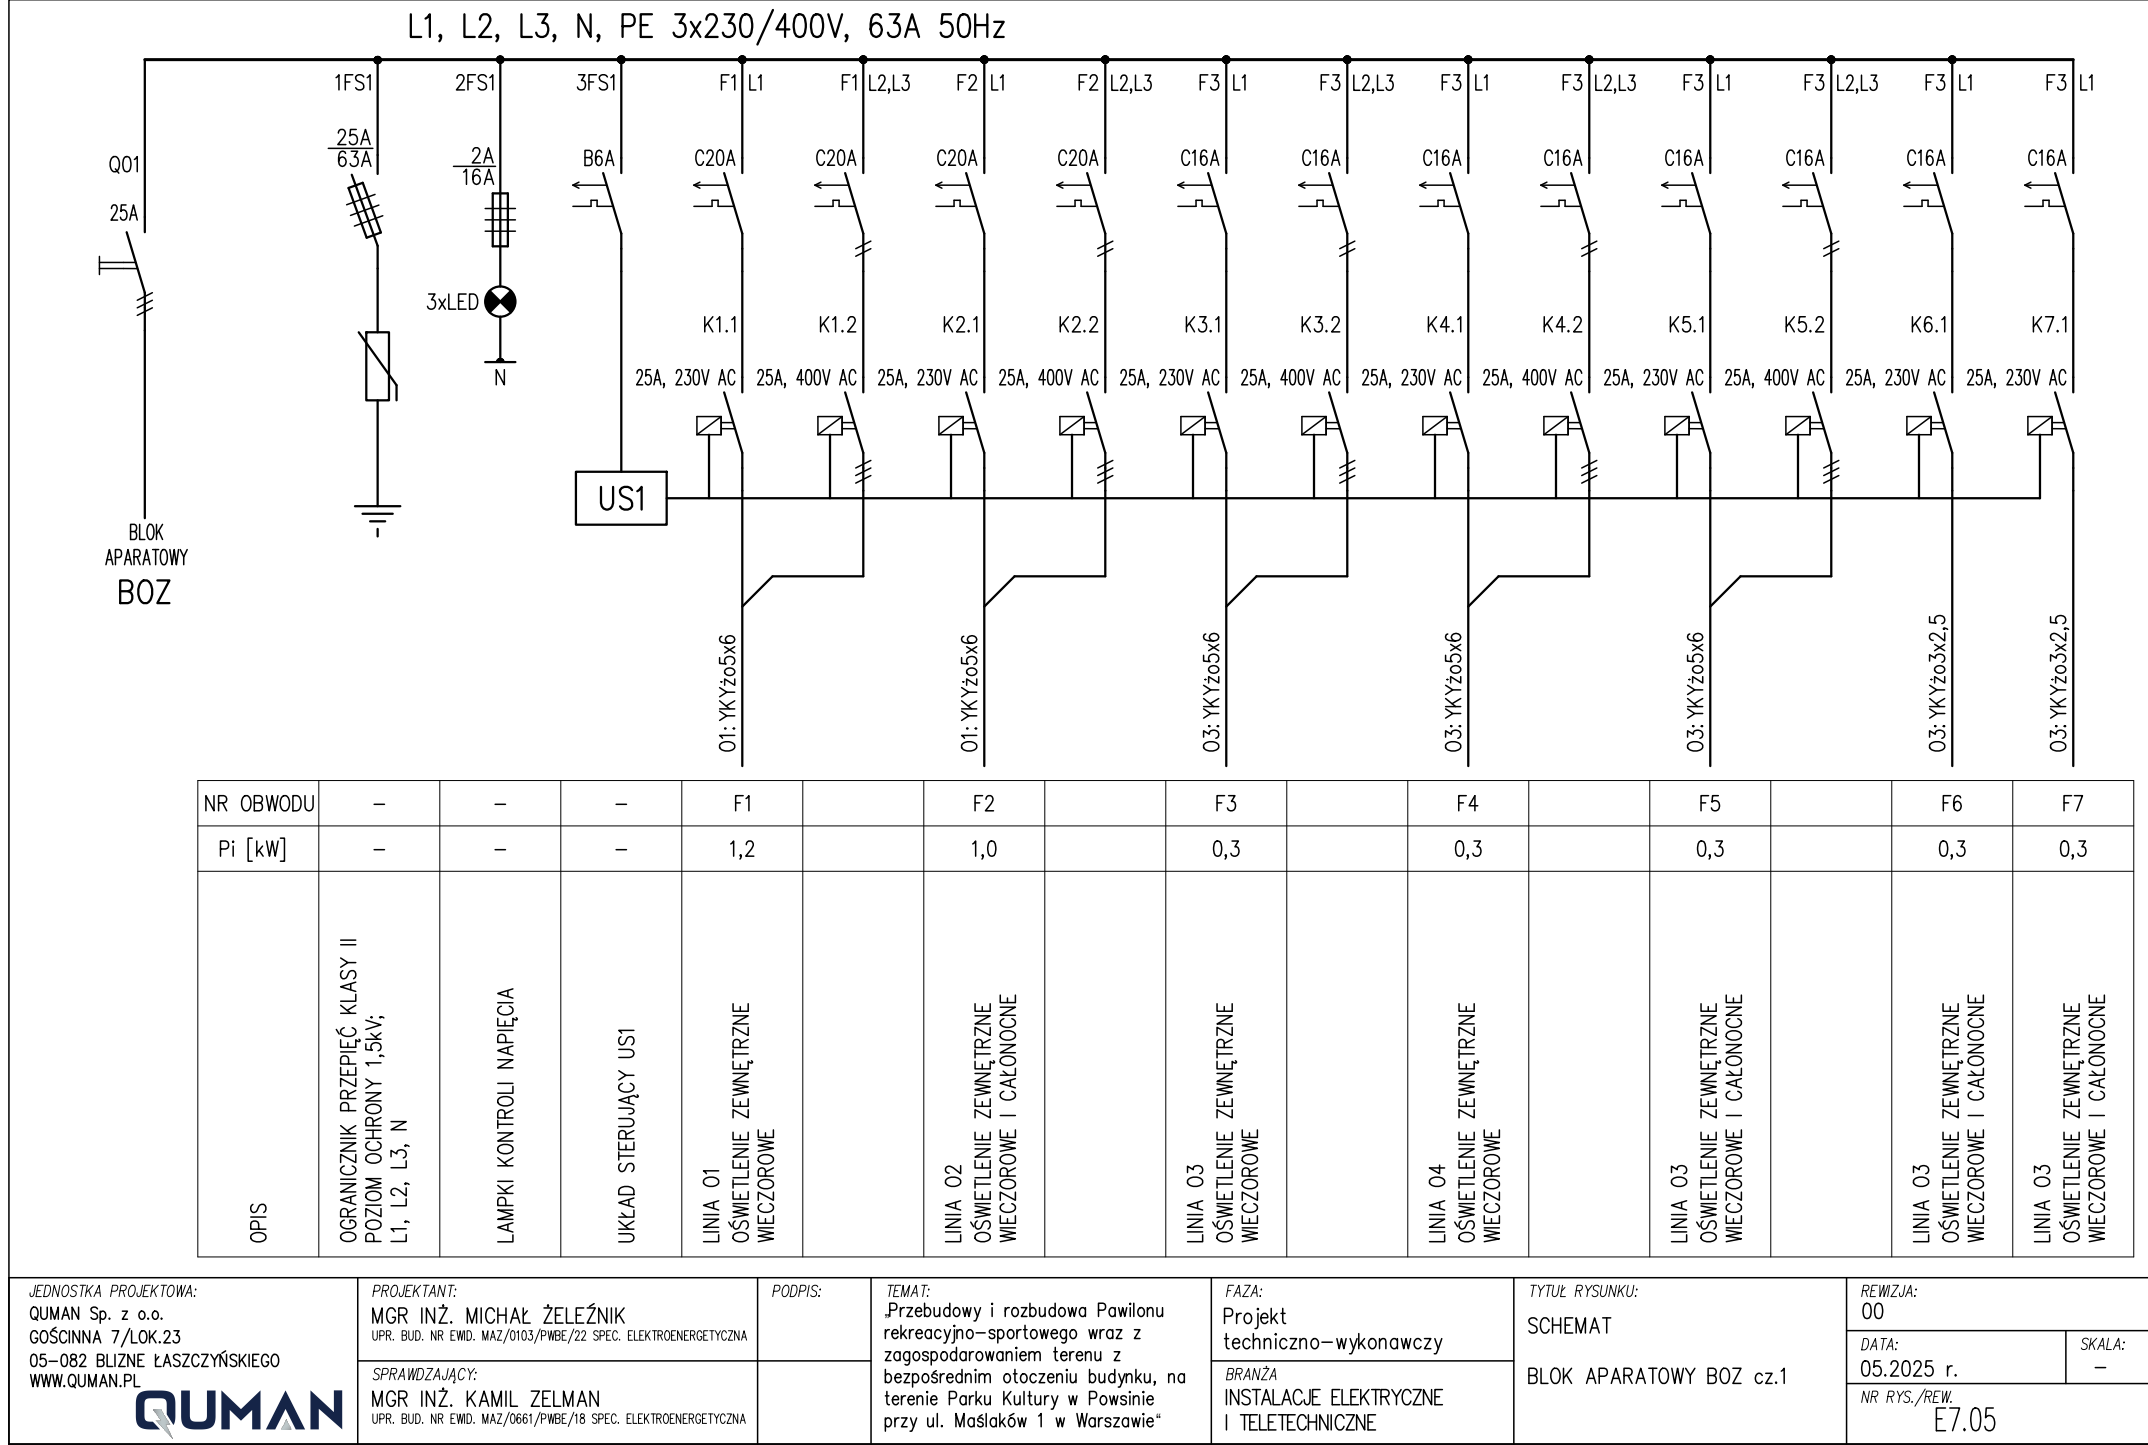 L1, L2, L3, N, PE 3x230/400V, 63A 50Hz
1FS1 2FS1 3FS1 F1 L1 F1 L2,L3 F2 L1 F2 L2,L3 F3 L1 F3 L2,L3 F3 L1 F3 L2,L3 F3 L1 F3 L2,L3 F3 L1 F3 L1
Q01
25A
63A
2A
16A
B6A C20A C20A C20A C20A C16A C16A C16A C16A C16A C16A C16A C16A
25A
3xLED
N
K1.1 K1.2 K2.1 K2.2 K3.1 K3.2 K4.1 K4.2 K5.1 K5.2 K6.1 K7.1
25A, 230V AC 25A, 400V AC 25A, 230V AC 25A, 400V AC 25A, 230V AC 25A, 400V AC 25A, 230V AC 25A, 400V AC 25A, 230V AC 25A, 400V AC 25A, 230V AC 25A, 230V AC
US1
BLOK
APARATOWY
BOZ
01: YKYżo5x6
01: YKYżo5x6
03: YKYżo5x6
03: YKYżo5x6
03: YKYżo5x6
03: YKYżo3x2,5
03: YKYżo3x2,5
NR OBWODU – – – F1 F2 F3 F4 F5 F6 F7
Pi [kW] – – – 1,2 1,0 0,3 0,3 0,3 0,3 0,3
OPIS
OGRANICZNIK PRZEPIĘĆ KLASY II
POZIOM OCHRONY 1,5kV;
L1, L2, L3, N
LAMPKI KONTROLI NAPIĘCIA
UKŁAD STERUJĄCY US1
LINIA 01
OŚWIETLENIE ZEWNĘTRZNE
WIECZOROWE
LINIA 02
OŚWIETLENIE ZEWNĘTRZNE
WIECZOROWE I CAŁONOCNE
LINIA 03
OŚWIETLENIE ZEWNĘTRZNE
WIECZOROWE
LINIA 04
OŚWIETLENIE ZEWNĘTRZNE
WIECZOROWE
LINIA 03
OŚWIETLENIE ZEWNĘTRZNE
WIECZOROWE I CAŁONOCNE
LINIA 03
OŚWIETLENIE ZEWNĘTRZNE
WIECZOROWE I CAŁONOCNE
LINIA 03
OŚWIETLENIE ZEWNĘTRZNE
WIECZOROWE I CAŁONOCNE
JEDNOSTKA PROJEKTOWA:
QUMAN Sp. z o.o.
GOŚCINNA 7/LOK.23
05–082 BLIZNE ŁASZCZYŃSKIEGO
WWW.QUMAN.PL
QUMAN
PROJEKTANT:
MGR INŻ. MICHAŁ ŻELEŹNIK
UPR. BUD. NR EWID. MAZ/0103/PWBE/22 SPEC. ELEKTROENERGETYCZNA
SPRAWDZAJĄCY:
MGR INŻ. KAMIL ZELMAN
UPR. BUD. NR EWID. MAZ/0661/PWBE/18 SPEC. ELEKTROENERGETYCZNA
PODPIS:
TEMAT:
„Przebudowy i rozbudowa Pawilonu
rekreacyjno–sportowego wraz z
zagospodarowaniem terenu z
bezpośrednim otoczeniu budynku, na
terenie Parku Kultury w Powsinie
przy ul. Maślaków 1 w Warszawie“
FAZA:
Projekt
techniczno–wykonawczy
BRANŻA
INSTALACJE ELEKTRYCZNE
I TELETECHNICZNE
TYTUŁ RYSUNKU:
SCHEMAT
BLOK APARATOWY BOZ cz.1
REWIZJA:
00
DATA:
05.2025 r.
SKALA:
–
NR RYS./REW.
E7.05